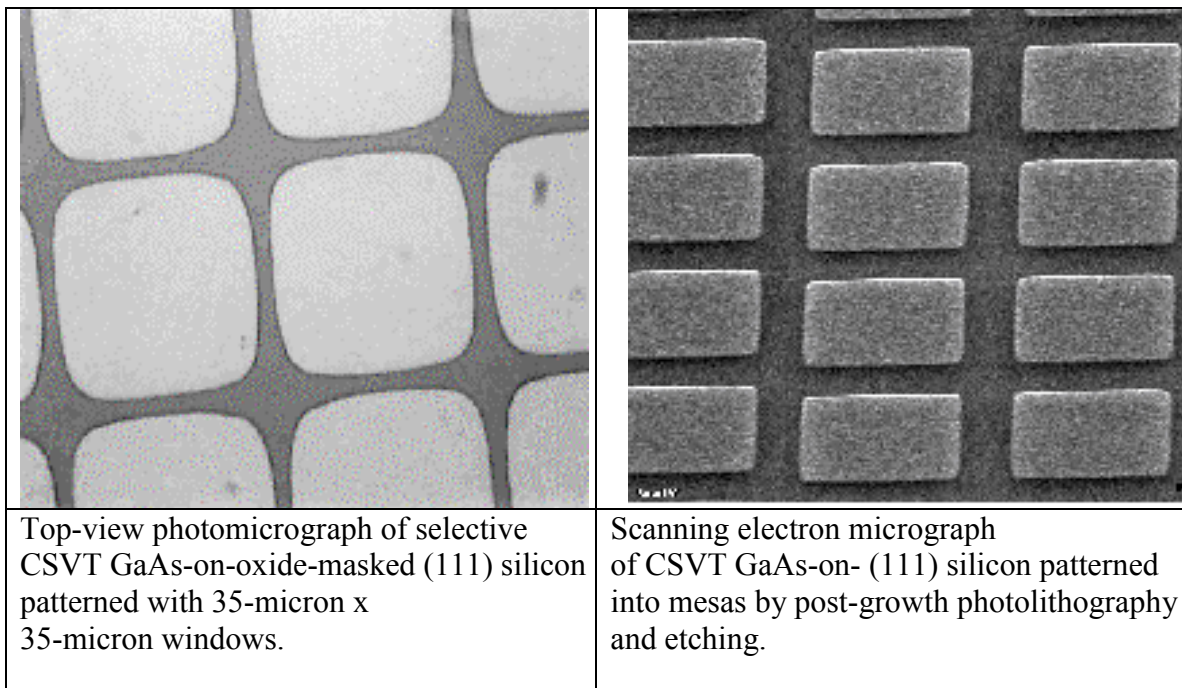 Top-view photomicrograph of selective
CSVT GaAs-on-oxide-masked (111) silicon
patterned with 35-micron x
35-micron windows.
Scanning electron micrograph
of CSVT GaAs-on- (111) silicon patterned
into mesas by post-growth photolithography
and etching.